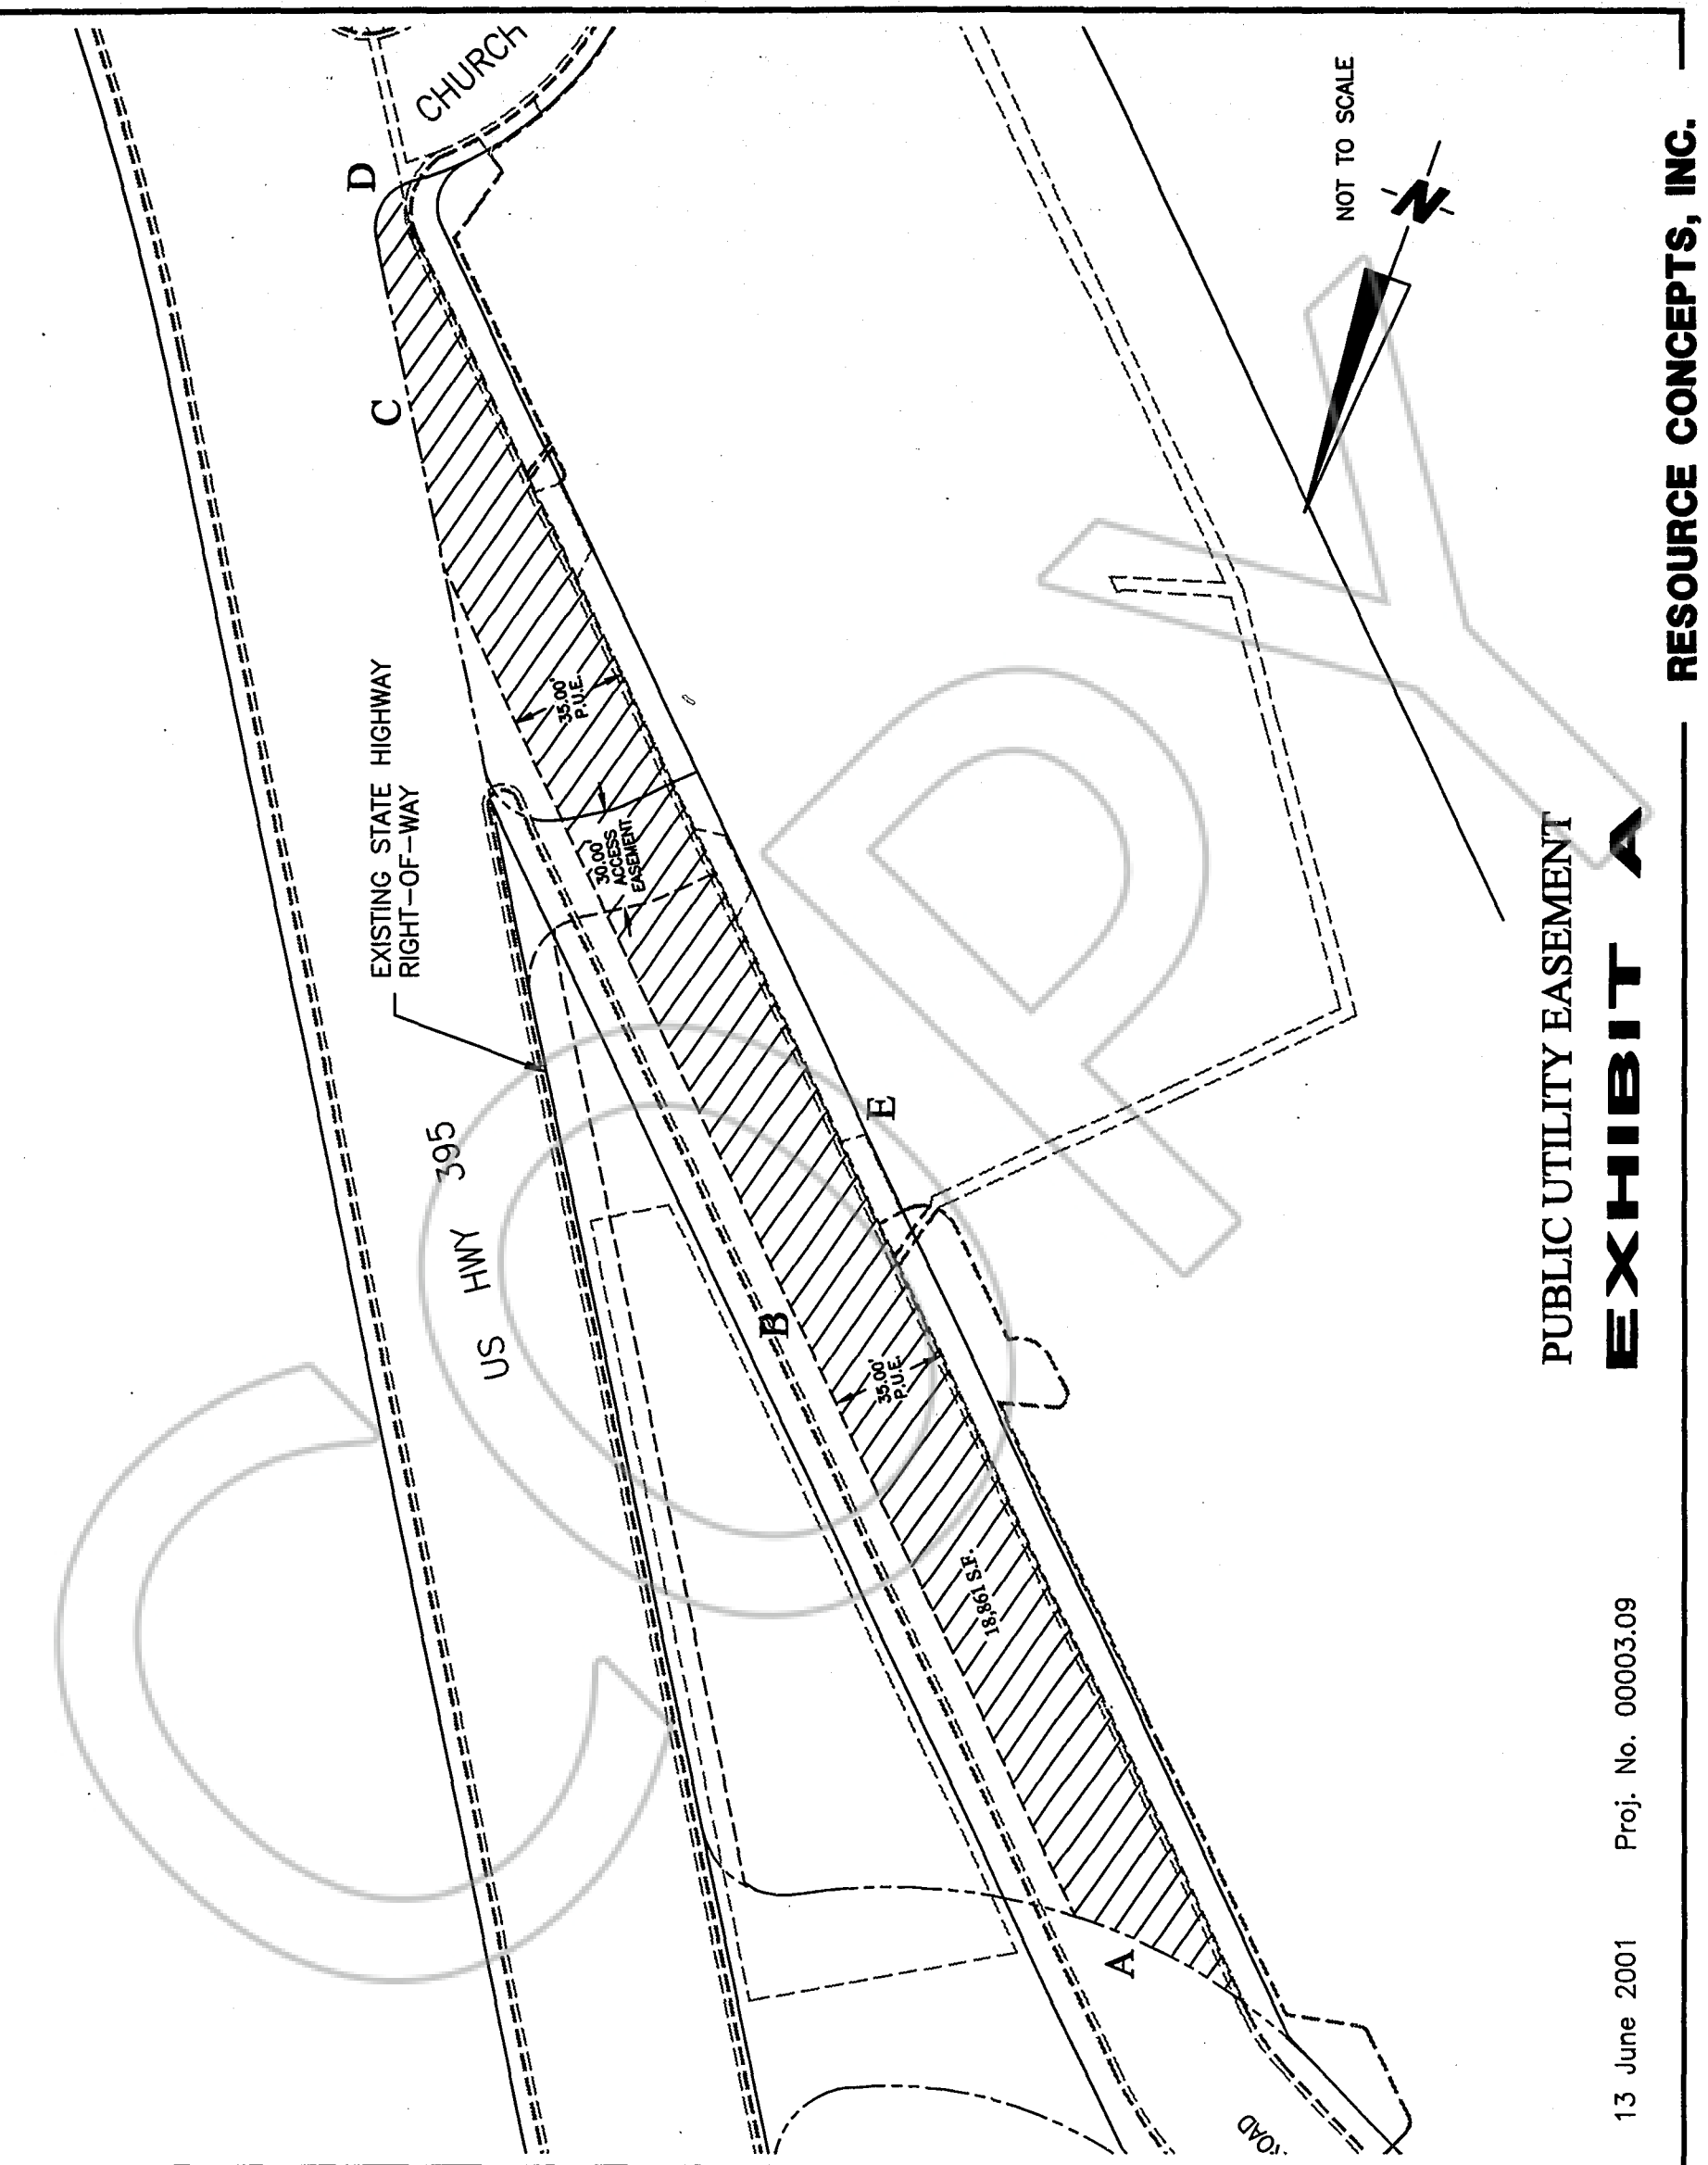 CHURCH
D
C
EXISTING STATE HIGHWAY
RIGHT-OF-WAY
35.00'
P.U.E.
30.00'
ACCESS
EASEMENT
US HWY 395
E
B
35.00'
P.U.E.
18,861 S.F.
A
NOT TO SCALE
N
COPY
PUBLIC UTILITY EASEMENT
EXHIBIT A
13 June 2001 Proj. No. 00003.09
RESOURCE CONCEPTS, INC.